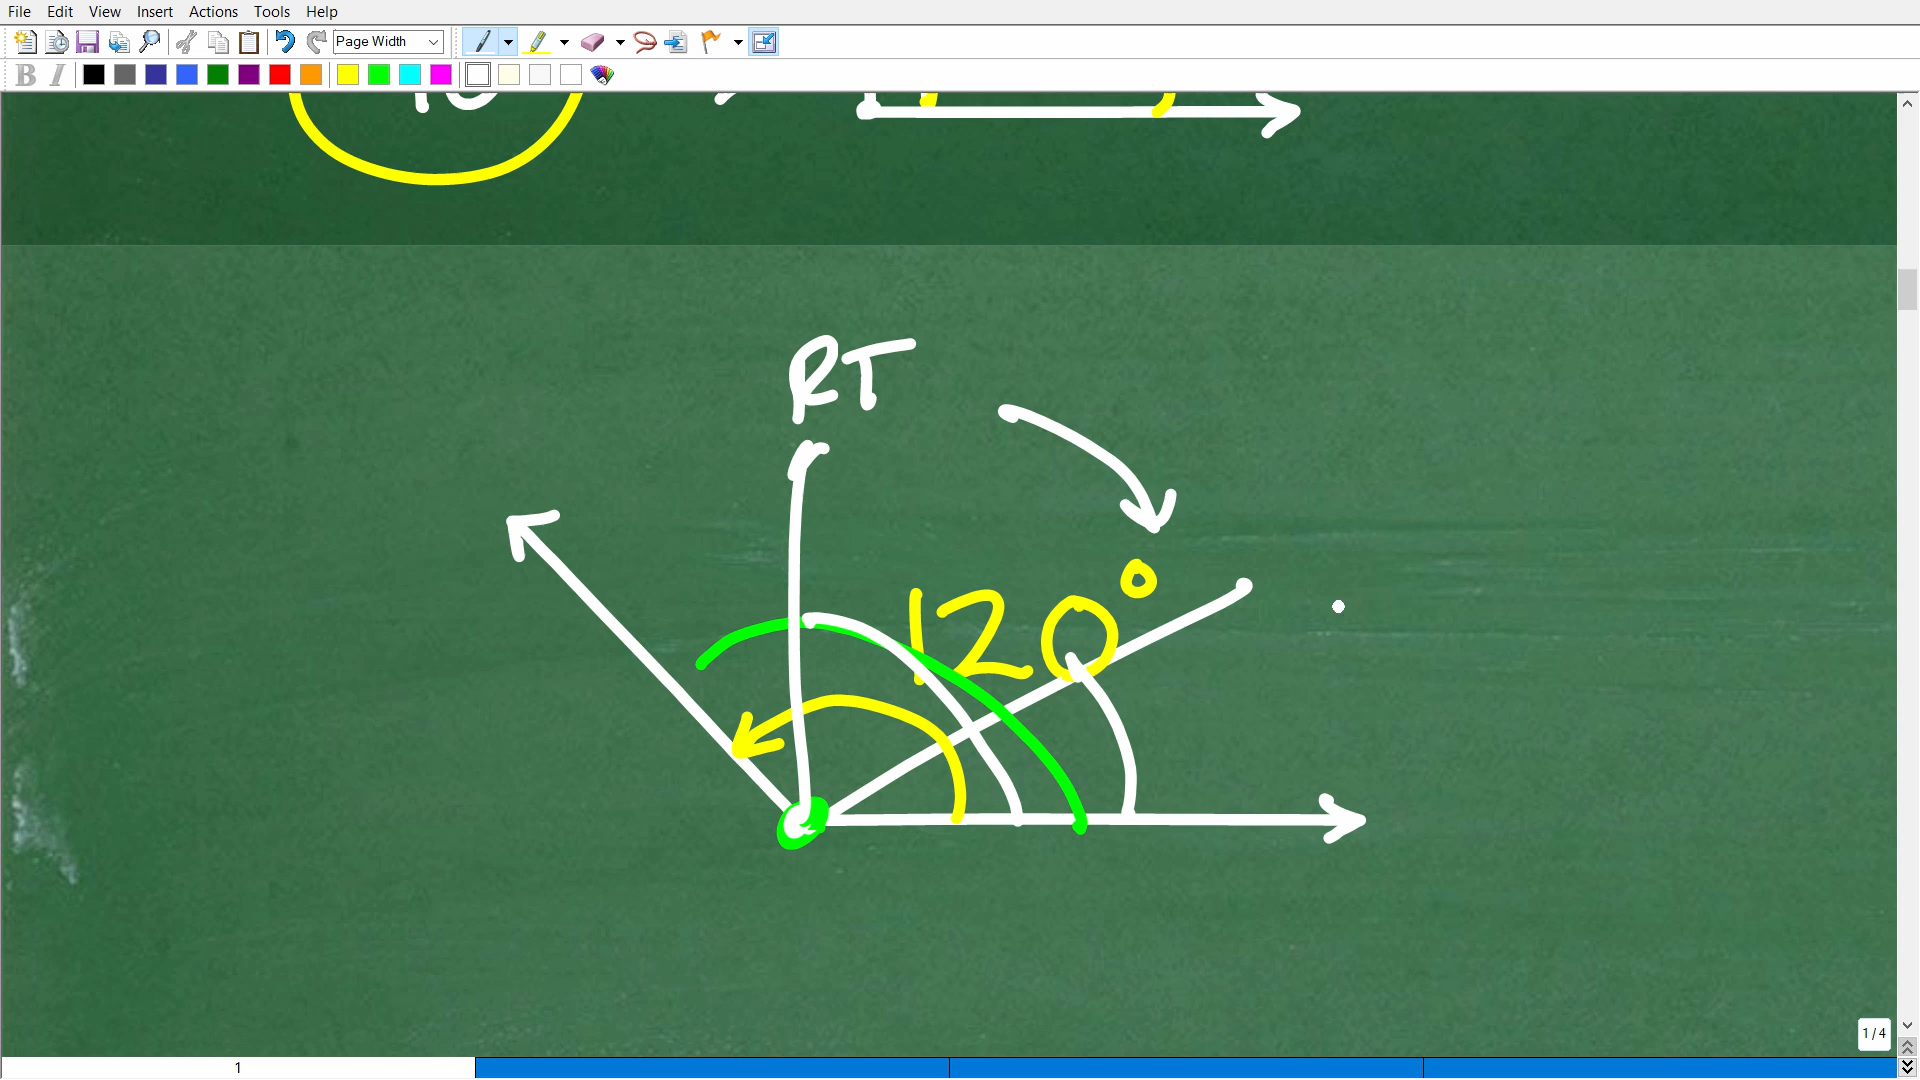 File Edit View Insert Actions Tools Help
Page Width
B I
RT
120°
1 / 4
1